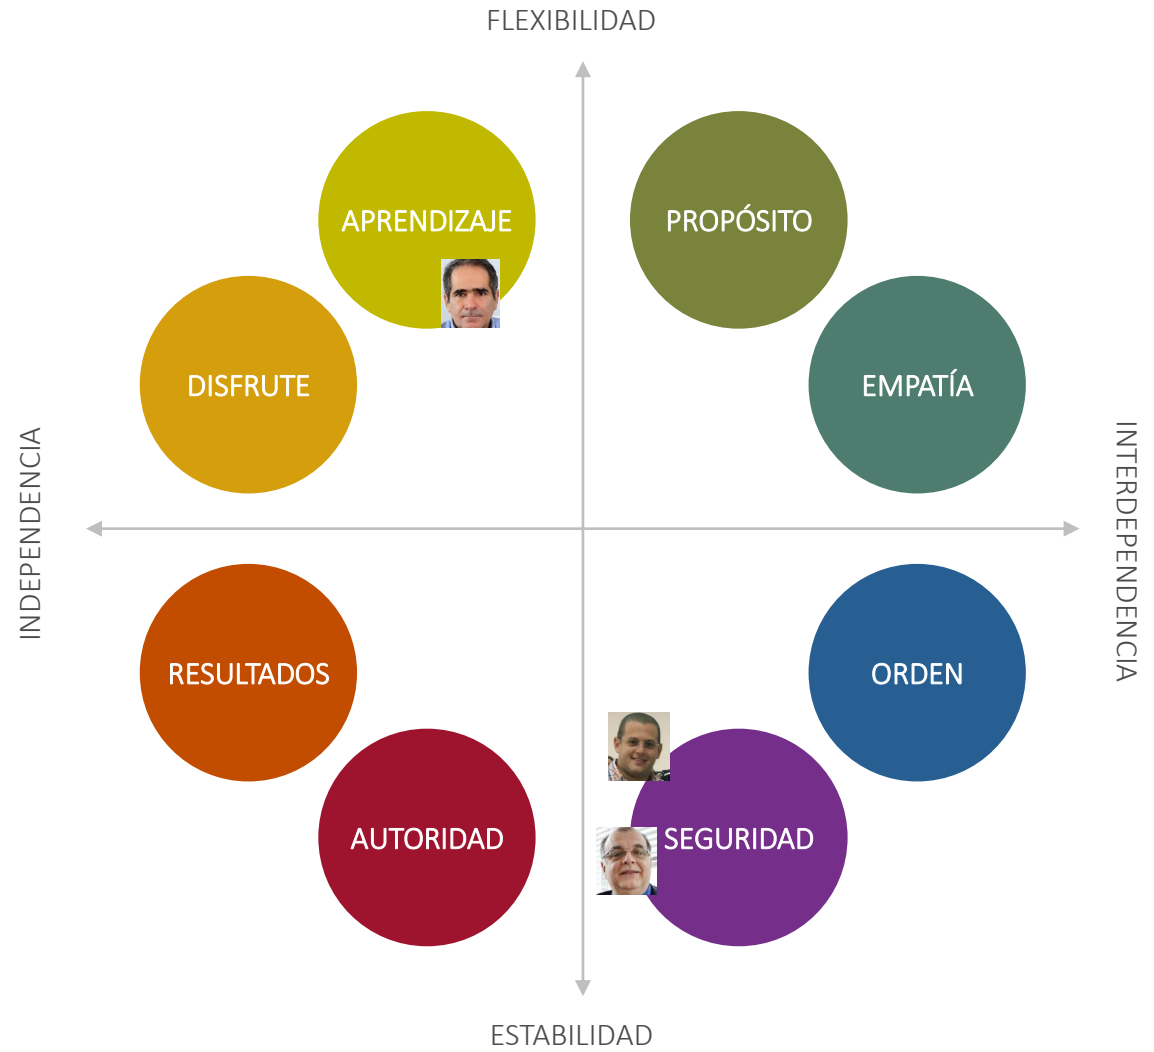 FLEXIBILIDAD
APRENDIZAJE
PROPÓSITO
DISFRUTE
EMPATÍA
INDEPENDENCIA
INTERDEPENDENCIA
RESULTADOS
ORDEN
AUTORIDAD
SEGURIDAD
ESTABILIDAD